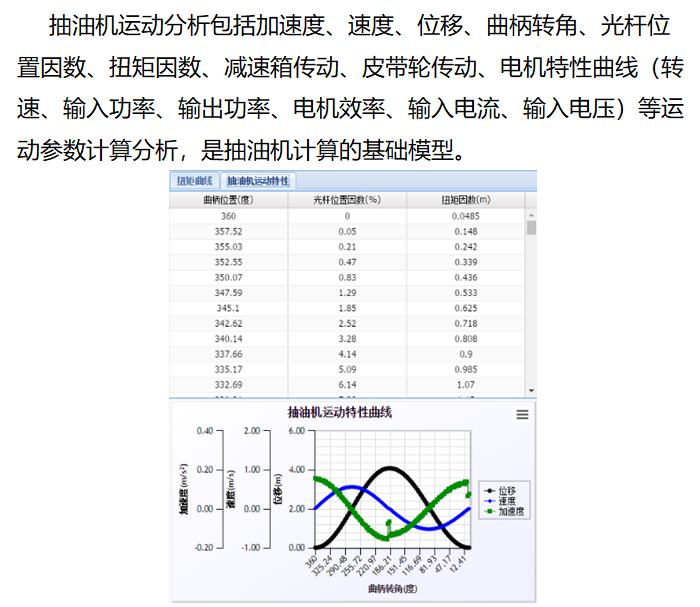 抽油机运动分析包括加速度、速度、位移、曲柄转角、光杆位
置因数、扭矩因数、减速箱传动、皮带轮传动、电机特性曲线（转
速、输入功率、输出功率、电机效率、输入电流、输入电压）等运
动参数计算分析，是抽油机计算的基础模型。
扭矩曲线 抽油机运动特性
曲柄位置(度) 光杆位置因数(%) 扭矩因数(m)
360 0 0.0485
357.52 0.05 0.148
355.03 0.21 0.242
352.55 0.47 0.339
350.07 0.83 0.436
347.59 1.29 0.533
345.1 1.85 0.625
342.62 2.52 0.718
340.14 3.28 0.808
337.66 4.14 0.9
335.17 5.09 0.985
332.69 6.14 1.07
抽油机运动特性曲线
0.40 2.00 6.00
0.20 1.00 4.00
0.00 0.00 2.00
-0.20 -1.00 0.00
加速度(m/s²) 速度(m/s) 位移(m)
位移
速度
加速度
360 325.24 290.48 255.72 220.97 186.21 151.45 116.69 81.93 47.17 12.41
曲柄转角(度)